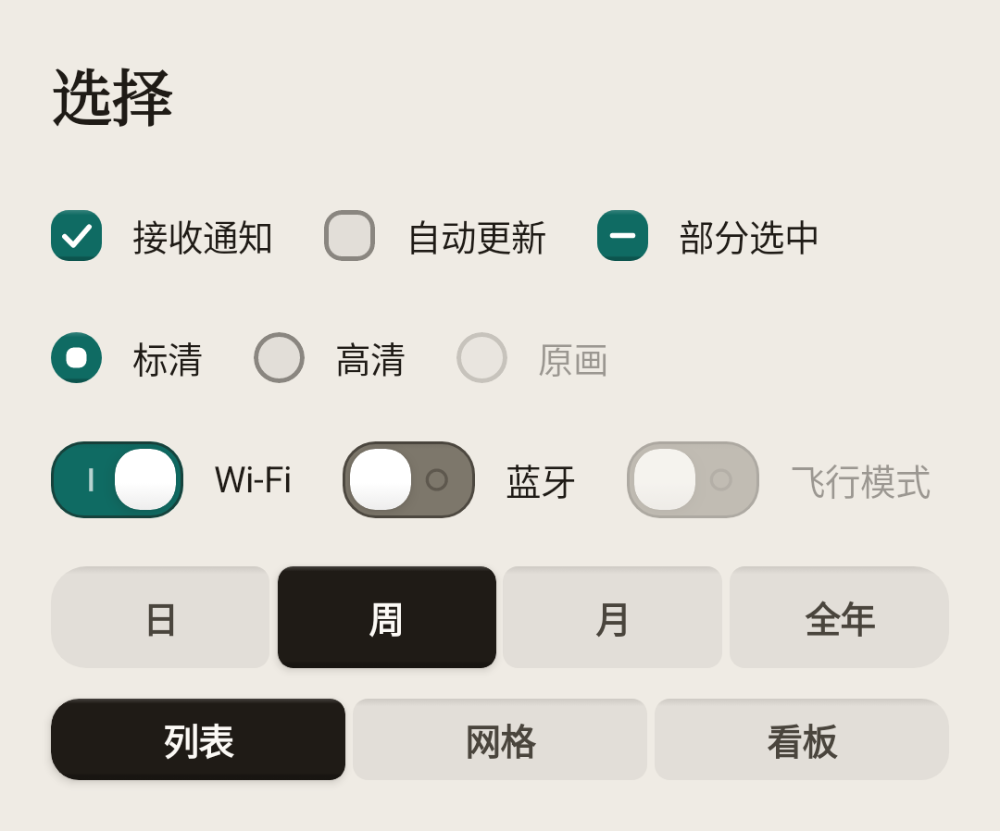 选择
接收通知 自动更新 部分选中
标清 高清 原画
Wi-Fi 蓝牙 飞行模式
日 周 月 全年
列表 网格 看板